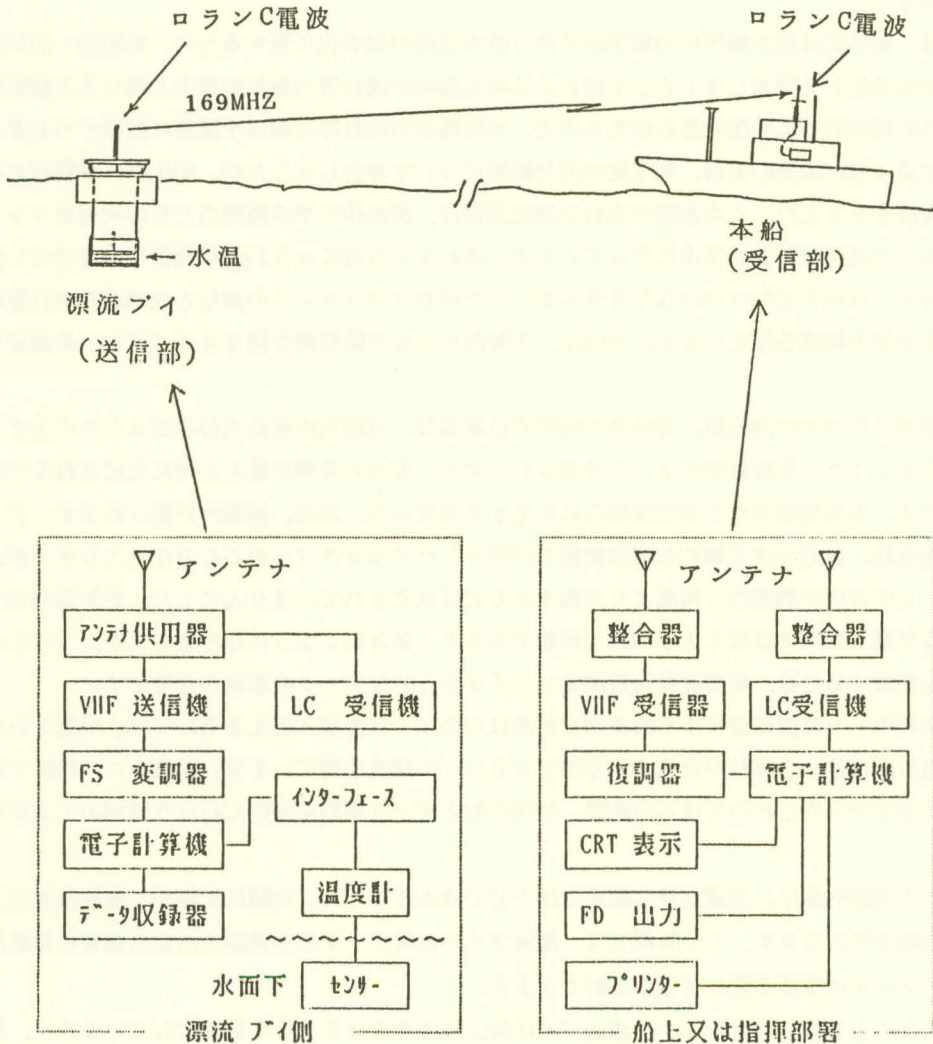 ロランC電波
ロランC電波
169MHZ
水温
漂流ブイ
(送信部)
本船
(受信部)
アンテナ
アンテナ供用器
VHF 送信機
LC 受信機
FS 変調器
インターフェース
電子計算機
データ収録器
温度計
水面下
センサー
漂流ブイ側
アンテナ
整合器
整合器
VHF 受信器
LC受信機
復調器
電子計算機
CRT 表示
FD 出力
プリンター
船上又は指揮部署